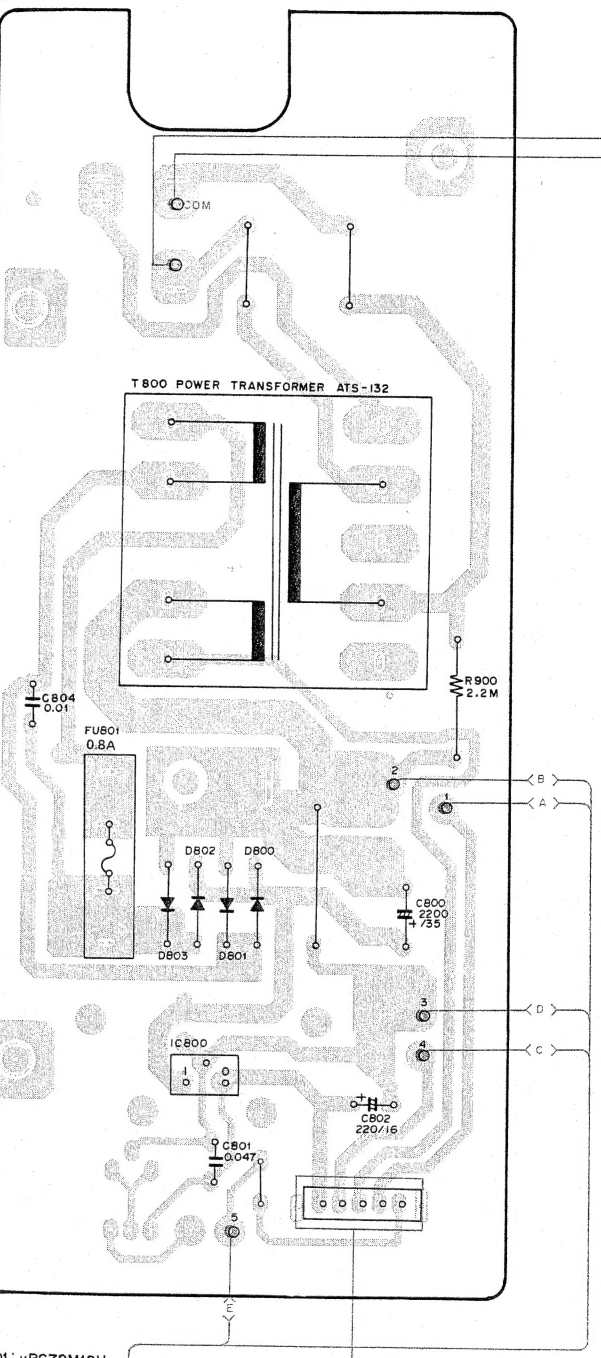 COM
T800 POWER TRANSFORMER ATS-132
R900
2.2M
C804
0.01
FU801
0.8A
2
B
1
A
D802 D800
C800
2200
+/35
D803 D801
3
D
IC800
4
C
I O
+
C802
220/16
C801
0.047
5
E